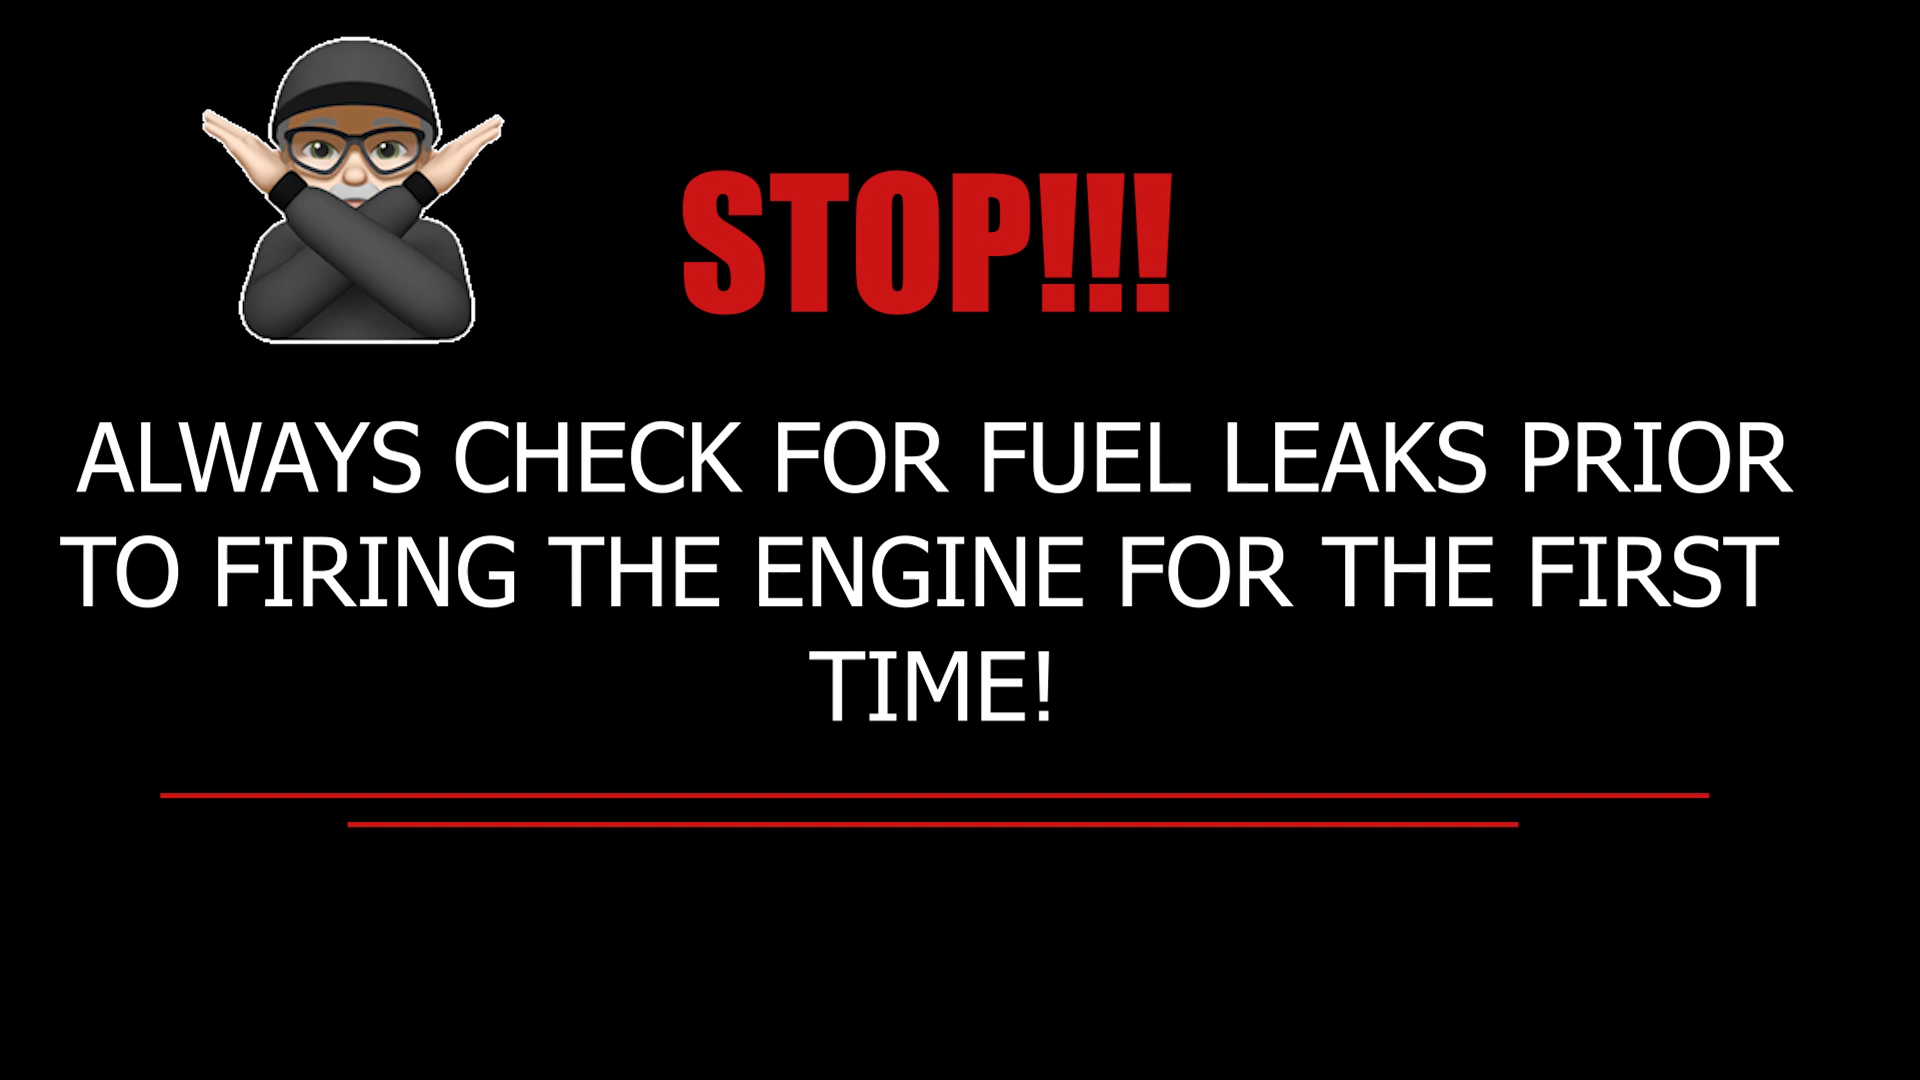 STOP!!!
ALWAYS CHECK FOR FUEL LEAKS PRIOR
TO FIRING THE ENGINE FOR THE FIRST
TIME!